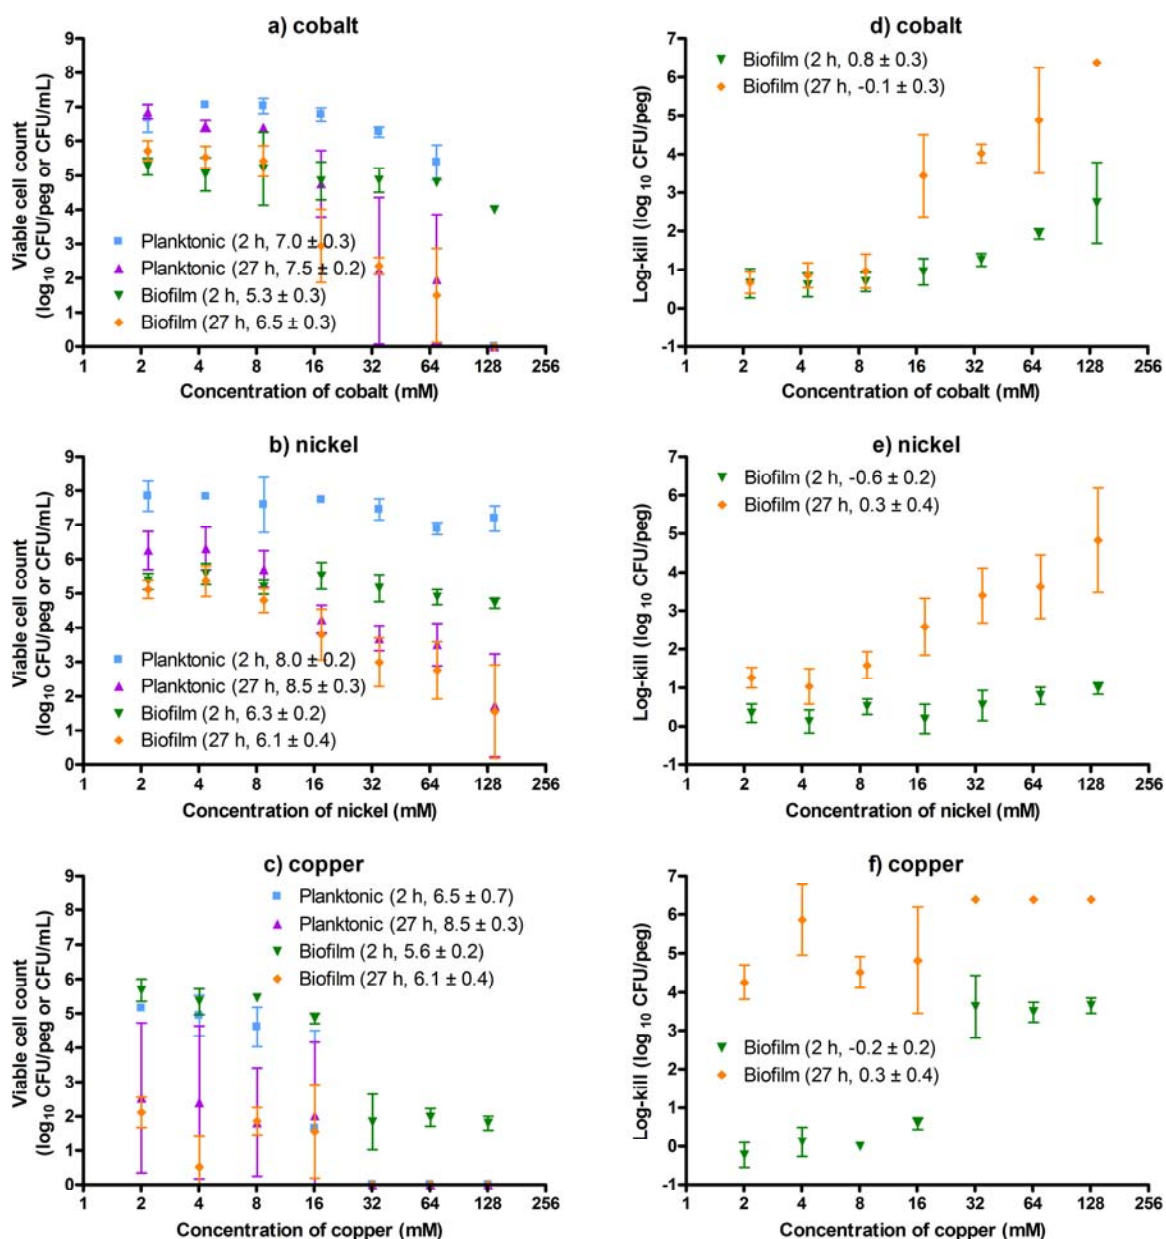 a) cobalt
Viable cell count
(log10 CFU/peg or CFU/mL)
9
8
7
6
5
4
3
2
1
0
Planktonic (2 h, 7.0 ± 0.3)
Planktonic (27 h, 7.5 ± 0.2)
Biofilm (2 h, 5.3 ± 0.3)
Biofilm (27 h, 6.5 ± 0.3)
1 2 4 8 16 32 64 128 256
Concentration of cobalt (mM)
d) cobalt
Log-kill (log 10 CFU/peg)
7
6
5
4
3
2
1
0
-1
Biofilm (2 h, 0.8 ± 0.3)
Biofilm (27 h, -0.1 ± 0.3)
1 2 4 8 16 32 64 128 256
Concentration of cobalt (mM)
b) nickel
Viable cell count
(log10 CFU/peg or CFU/mL)
9
8
7
6
5
4
3
2
1
0
Planktonic (2 h, 8.0 ± 0.2)
Planktonic (27 h, 8.5 ± 0.3)
Biofilm (2 h, 6.3 ± 0.2)
Biofilm (27 h, 6.1 ± 0.4)
1 2 4 8 16 32 64 128 256
Concentration of nickel (mM)
e) nickel
Log-kill (log 10 CFU/peg)
7
6
5
4
3
2
1
0
-1
Biofilm (2 h, -0.6 ± 0.2)
Biofilm (27 h, 0.3 ± 0.4)
1 2 4 8 16 32 64 128 256
Concentration of nickel (mM)
c) copper
Viable cell count
(log10 CFU/peg or CFU/mL)
9
8
7
6
5
4
3
2
1
0
Planktonic (2 h, 6.5 ± 0.7)
Planktonic (27 h, 8.5 ± 0.3)
Biofilm (2 h, 5.6 ± 0.2)
Biofilm (27 h, 6.1 ± 0.4)
1 2 4 8 16 32 64 128 256
Concentration of copper (mM)
f) copper
Log-kill (log 10 CFU/peg)
7
6
5
4
3
2
1
0
-1
Biofilm (2 h, -0.2 ± 0.2)
Biofilm (27 h, 0.3 ± 0.4)
1 2 4 8 16 32 64 128 256
Concentration of copper (mM)